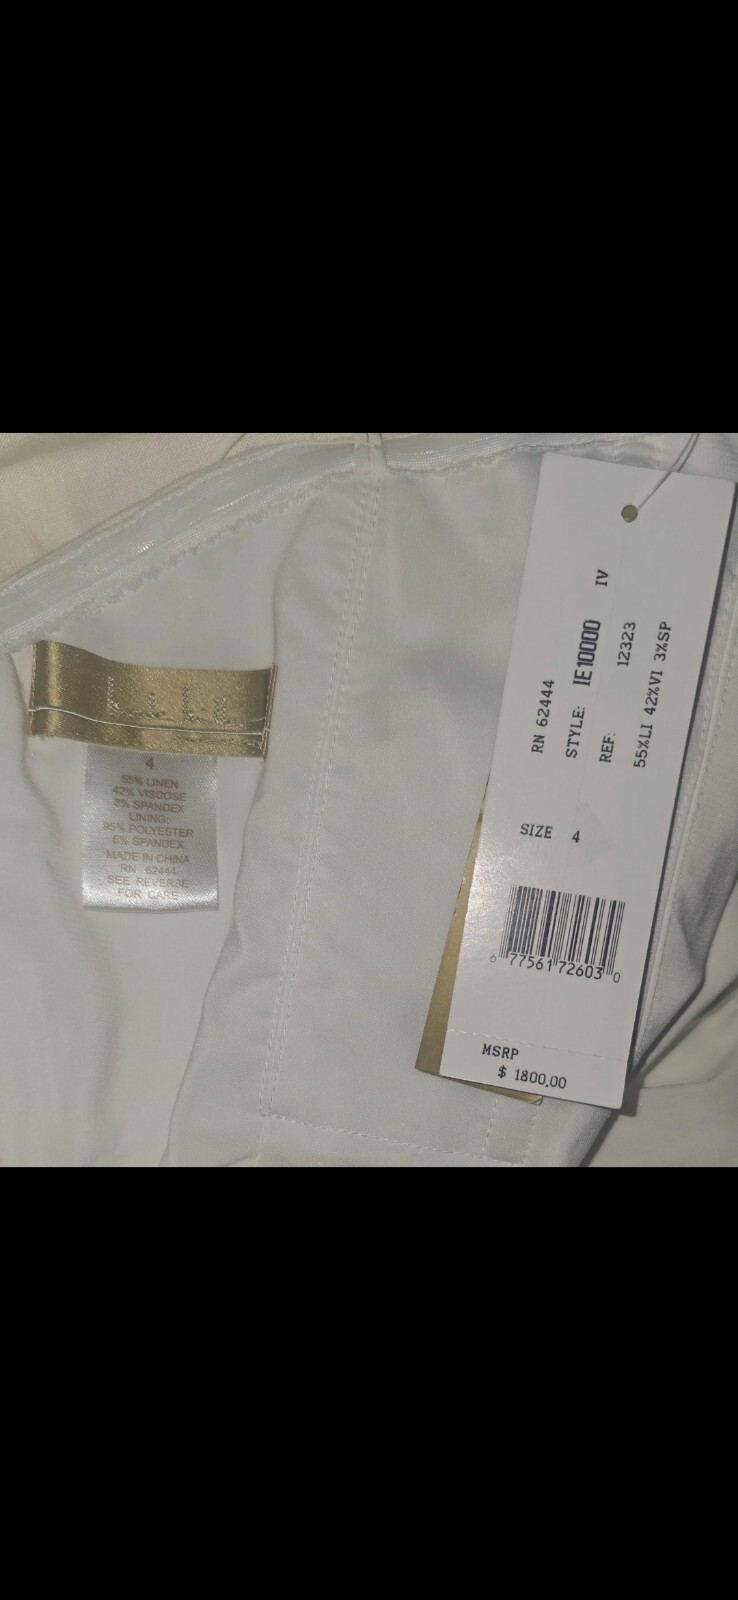 4
55% LINEN
42% VISCOSE
3% SPANDEX
LINING:
95% POLYESTER
5% SPANDEX
MADE IN CHINA
RN 62444
SEE REVERSE
FOR CARE
RN 62444
STYLE: IE10000 IV
REF: 12323
55%LI 42%VI 3%SP
SIZE 4
6 77561 72603 0
MSRP
$ 1800.00